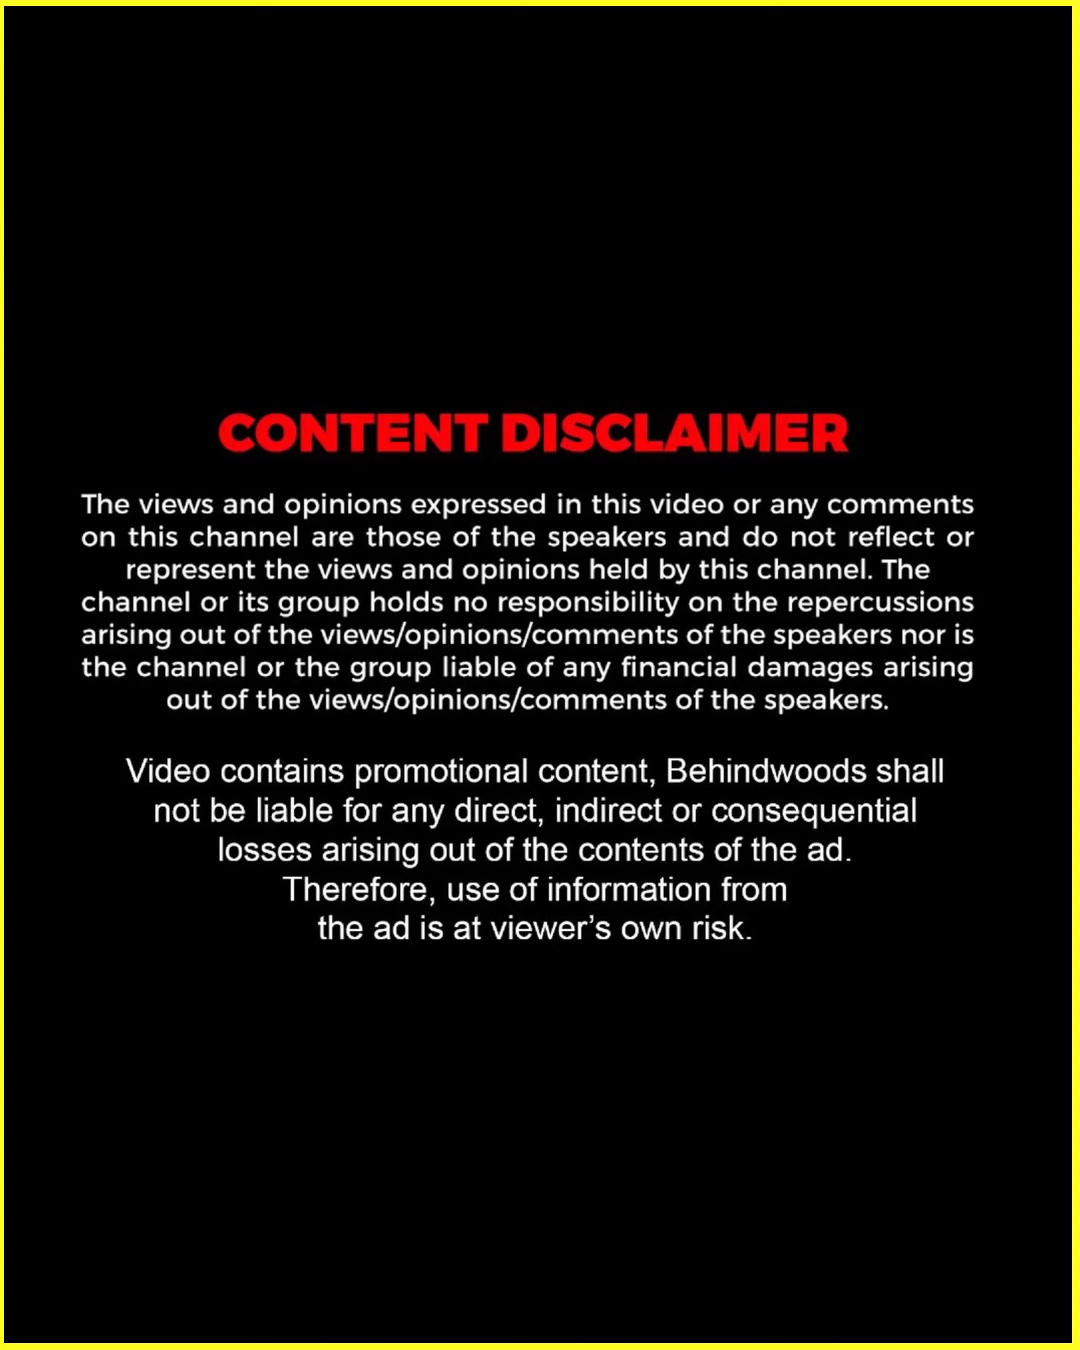 CONTENT DISCLAIMER
The views and opinions expressed in this video or any comments
on this channel are those of the speakers and do not reflect or
represent the views and opinions held by this channel. The
channel or its group holds no responsibility on the repercussions
arising out of the views/opinions/comments of the speakers nor is
the channel or the group liable of any financial damages arising
out of the views/opinions/comments of the speakers.
Video contains promotional content, Behindwoods shall
not be liable for any direct, indirect or consequential
losses arising out of the contents of the ad.
Therefore, use of information from
the ad is at viewer’s own risk.